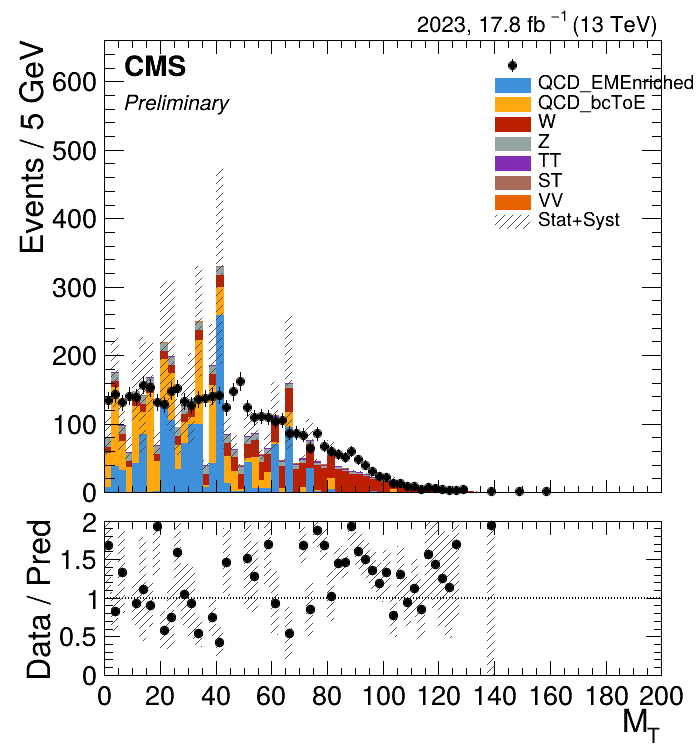 2023, 17.8 fb⁻¹ (13 TeV)
CMS
Preliminary
QCD_EMEnriched
QCD_bcToE
W
Z
TT
ST
VV
Stat+Syst
Events / 5 GeV
600
500
400
300
200
100
0
Data / Pred
2
1.5
1
0.5
0
0 20 40 60 80 100 120 140 160 180 200
M_T